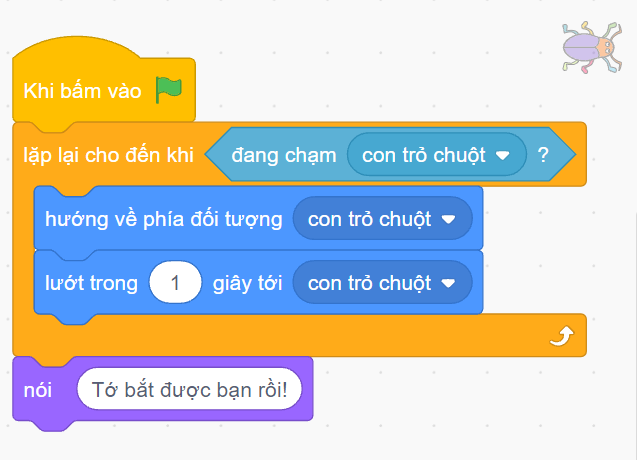 Khi bấm vào
lặp lại cho đến khi đang chạm con trỏ chuột ?
hướng về phía đối tượng con trỏ chuột
lướt trong 1 giây tới con trỏ chuột
nói Tớ bắt được bạn rồi!